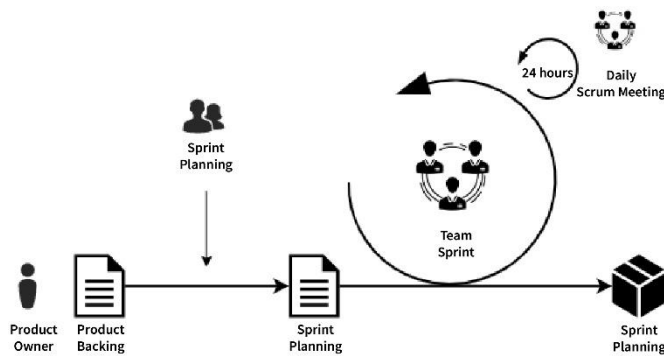 24 hours
Daily
Scrum Meeting
Sprint
Planning
Team
Sprint
Product
Owner
Product
Backing
Sprint
Planning
Sprint
Planning